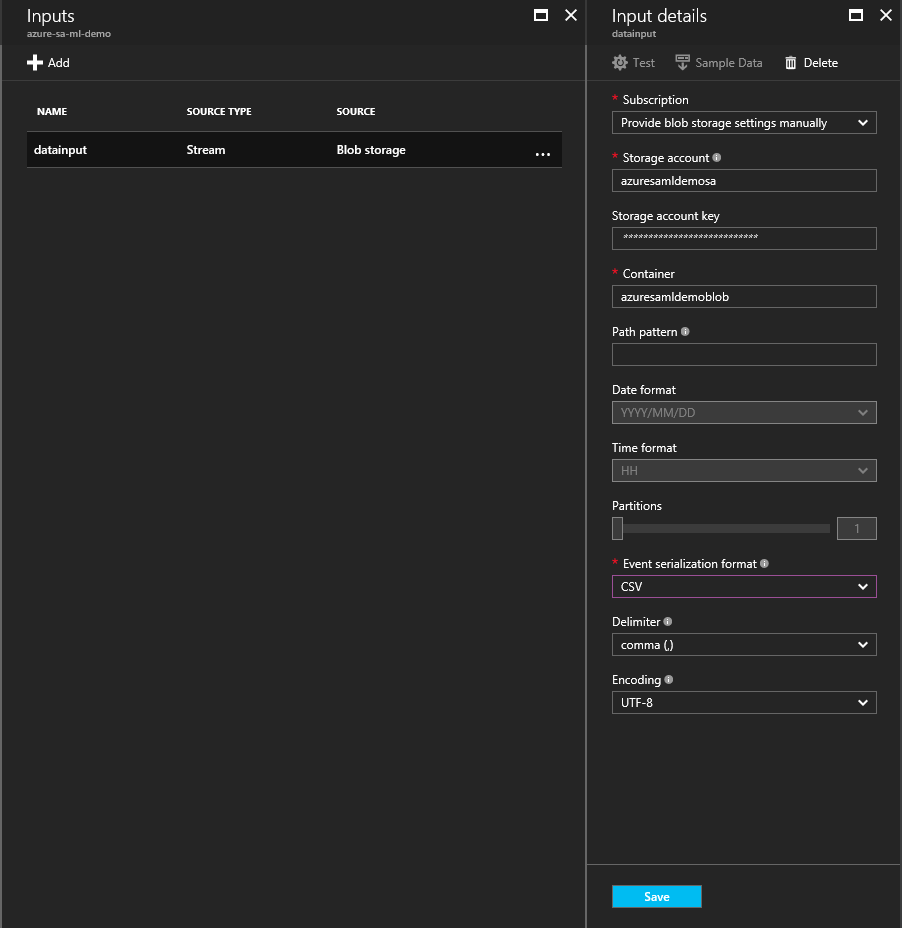 Inputs
azure-sa-ml-demo
Add
NAME SOURCE TYPE SOURCE
datainput Stream Blob storage ...
Input details
datainput
Test Sample Data Delete
* Subscription
Provide blob storage settings manually
* Storage account
azuresamldemosa
Storage account key
***************************
* Container
azuresamldemoblob
Path pattern
Date format
YYYY/MM/DD
Time format
HH
Partitions
1
* Event serialization format
CSV
Delimiter
comma (,)
Encoding
UTF-8
Save